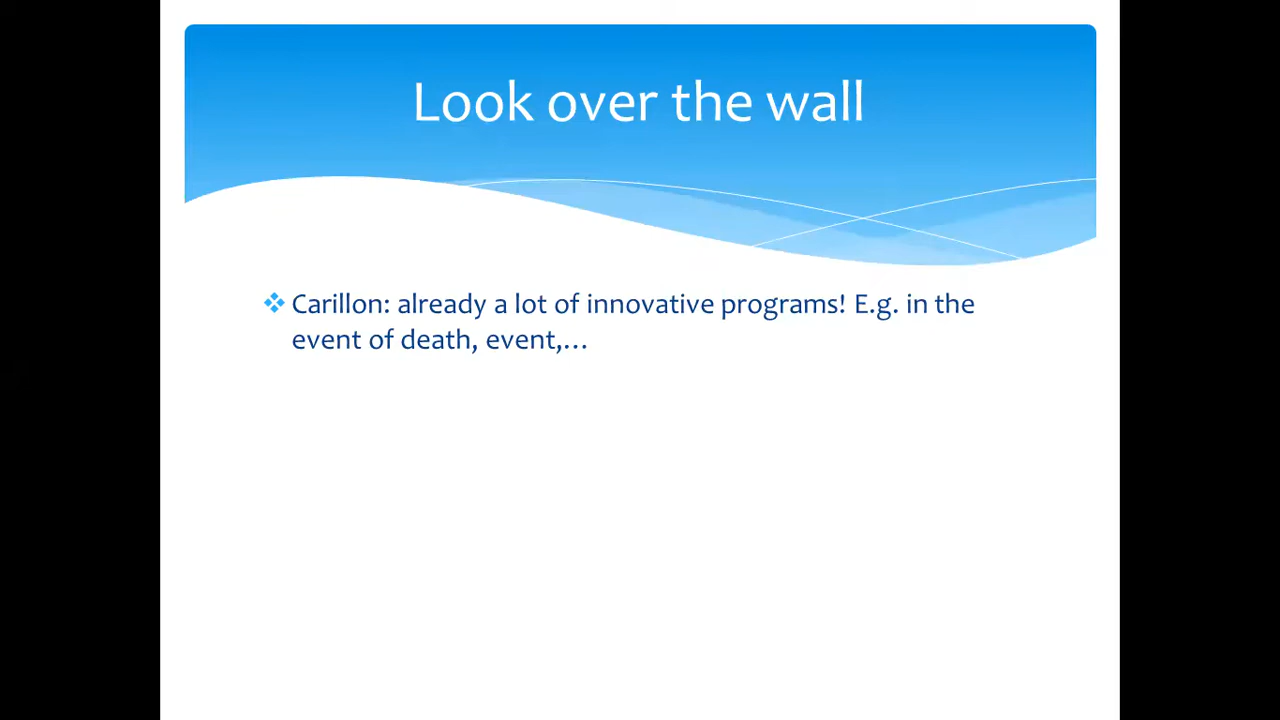 Look over the wall
Carillon: already a lot of innovative programs! E.g. in the
event of death, event,…